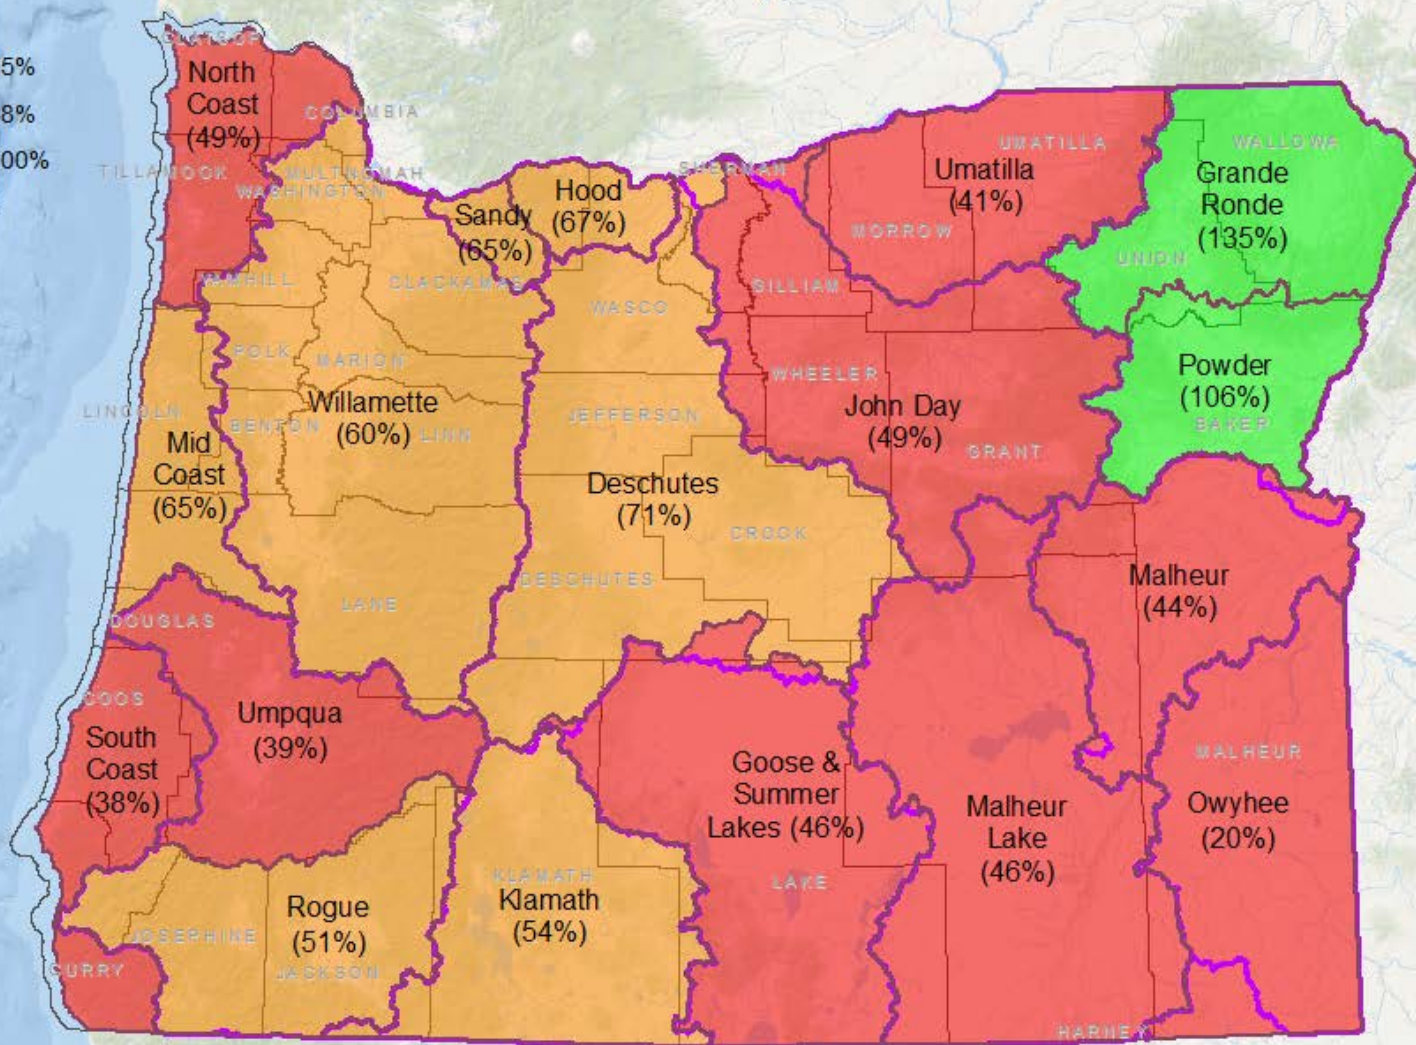 5%
8%
00%
CLATSOP
North
Coast
(49%)
COLUMBIA
TILLAMOOK
MULTNOMAH
WASHINGTON
Sandy
(65%)
Hood
(67%)
SHERMAN
UMATILLA
Umatilla
(41%)
MORROW
WALLOWA
Grande
Ronde
(135%)
UNION
YAMHILL
CLACKAMAS
WASCO
GILLIAM
POLK
MARION
Willamette
(60%)
BENTON
LINN
LINCOLN
Mid
Coast
(65%)
JEFFERSON
WHEELER
John Day
(49%)
GRANT
Powder
(106%)
BAKER
Deschutes
(71%)
CROOK
DESCHUTES
LANE
DOUGLAS
Malheur
(44%)
COOS
South
Coast
(38%)
Umpqua
(39%)
Goose &
Summer
Lakes (46%)
Malheur
Lake
(46%)
MALHEUR
Owyhee
(20%)
KLAMATH
Klamath
(54%)
LAKE
Rogue
(51%)
JOSEPHINE
JACKSON
CURRY
HARNEY